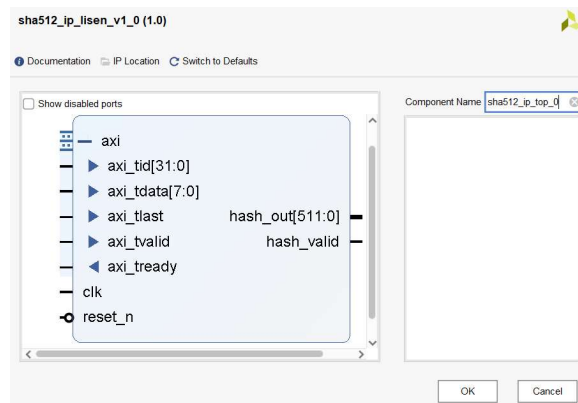 sha512_ip_lisen_v1_0 (1.0)
Documentation IP Location Switch to Defaults
Show disabled ports
Component Name sha512_ip_top_0
axi
axi_tid[31:0]
axi_tdata[7:0]
axi_tlast hash_out[511:0]
axi_tvalid hash_valid
axi_tready
clk
reset_n
OK Cancel